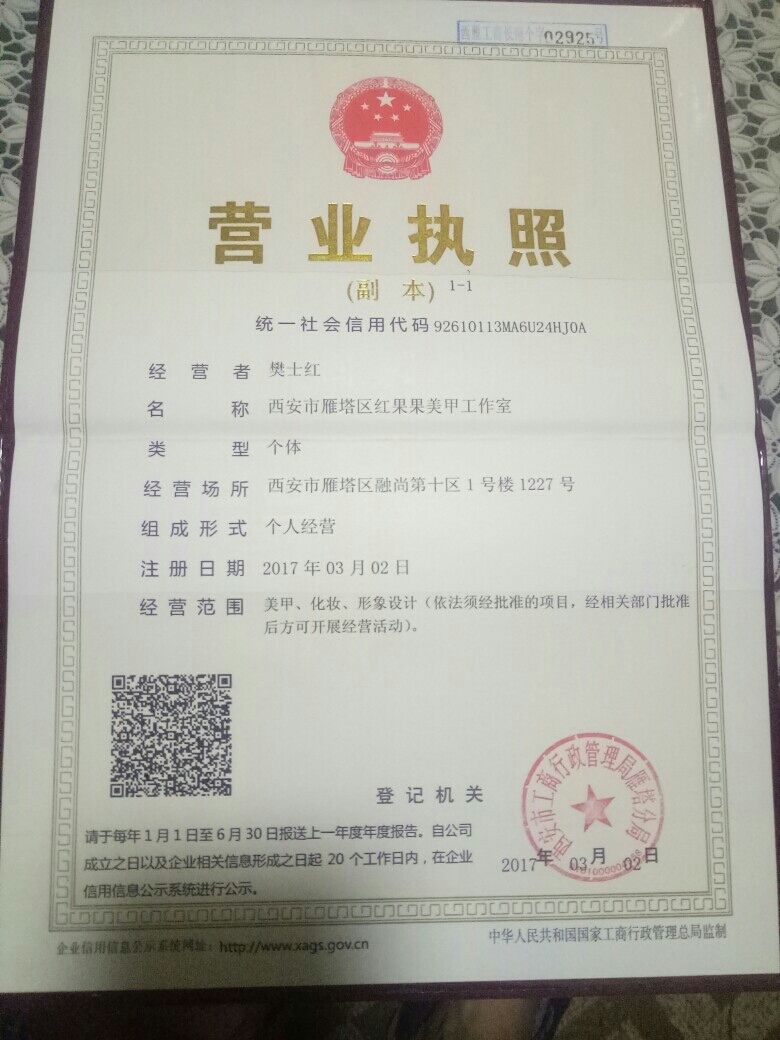 02925号
营业执照
(副 本) 1-1
统一社会信用代码 92610113MA6U24HJ0A
经营者 樊士红
名称 西安市雁塔区红果果美甲工作室
类型 个体
经营场所 西安市雁塔区融尚第十区1号楼1227号
组成形式 个人经营
注册日期 2017年03月02日
经营范围 美甲、化妆、形象设计(依法须经批准的项目,经相关部门批准
后方可开展经营活动)。
登记机关
西安市工商行政管理局雁塔分局
2017年 03月 02日
请于每年1月1日至6月30日报送上一年度年度报告。自公司
成立之日以及企业相关信息形成之日起 20 个工作日内,在企业
信用信息公示系统进行公示。
企业信用信息公示系统网址: http://www.xags.gov.cn
中华人民共和国国家工商行政管理总局监制